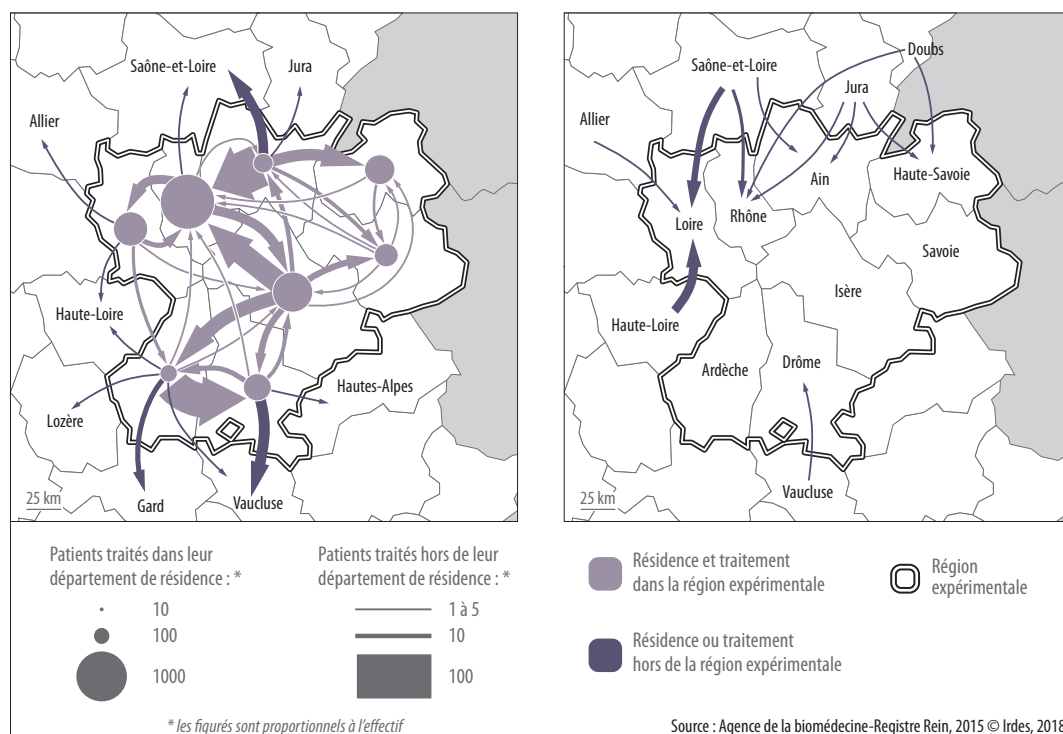 Saône-et-Loire
Jura
Allier
Haute-Loire
Lozère
Hautes-Alpes
Gard
Vaucluse
25 km
Doubs
Saône-et-Loire
Jura
Allier
Ain
Haute-Savoie
Loire
Rhône
Savoie
Isère
Haute-Loire
Ardèche
Drôme
Vaucluse
25 km
Patients traités dans leur
département de résidence : *
10
100
1000
Patients traités hors de leur
département de résidence : *
1 à 5
10
100
* les figurés sont proportionnels à l'effectif
Résidence et traitement
dans la région expérimentale
Résidence ou traitement
hors de la région expérimentale
Région
expérimentale
Source : Agence de la biomédecine-Registre Rein, 2015 © Irdes, 2018